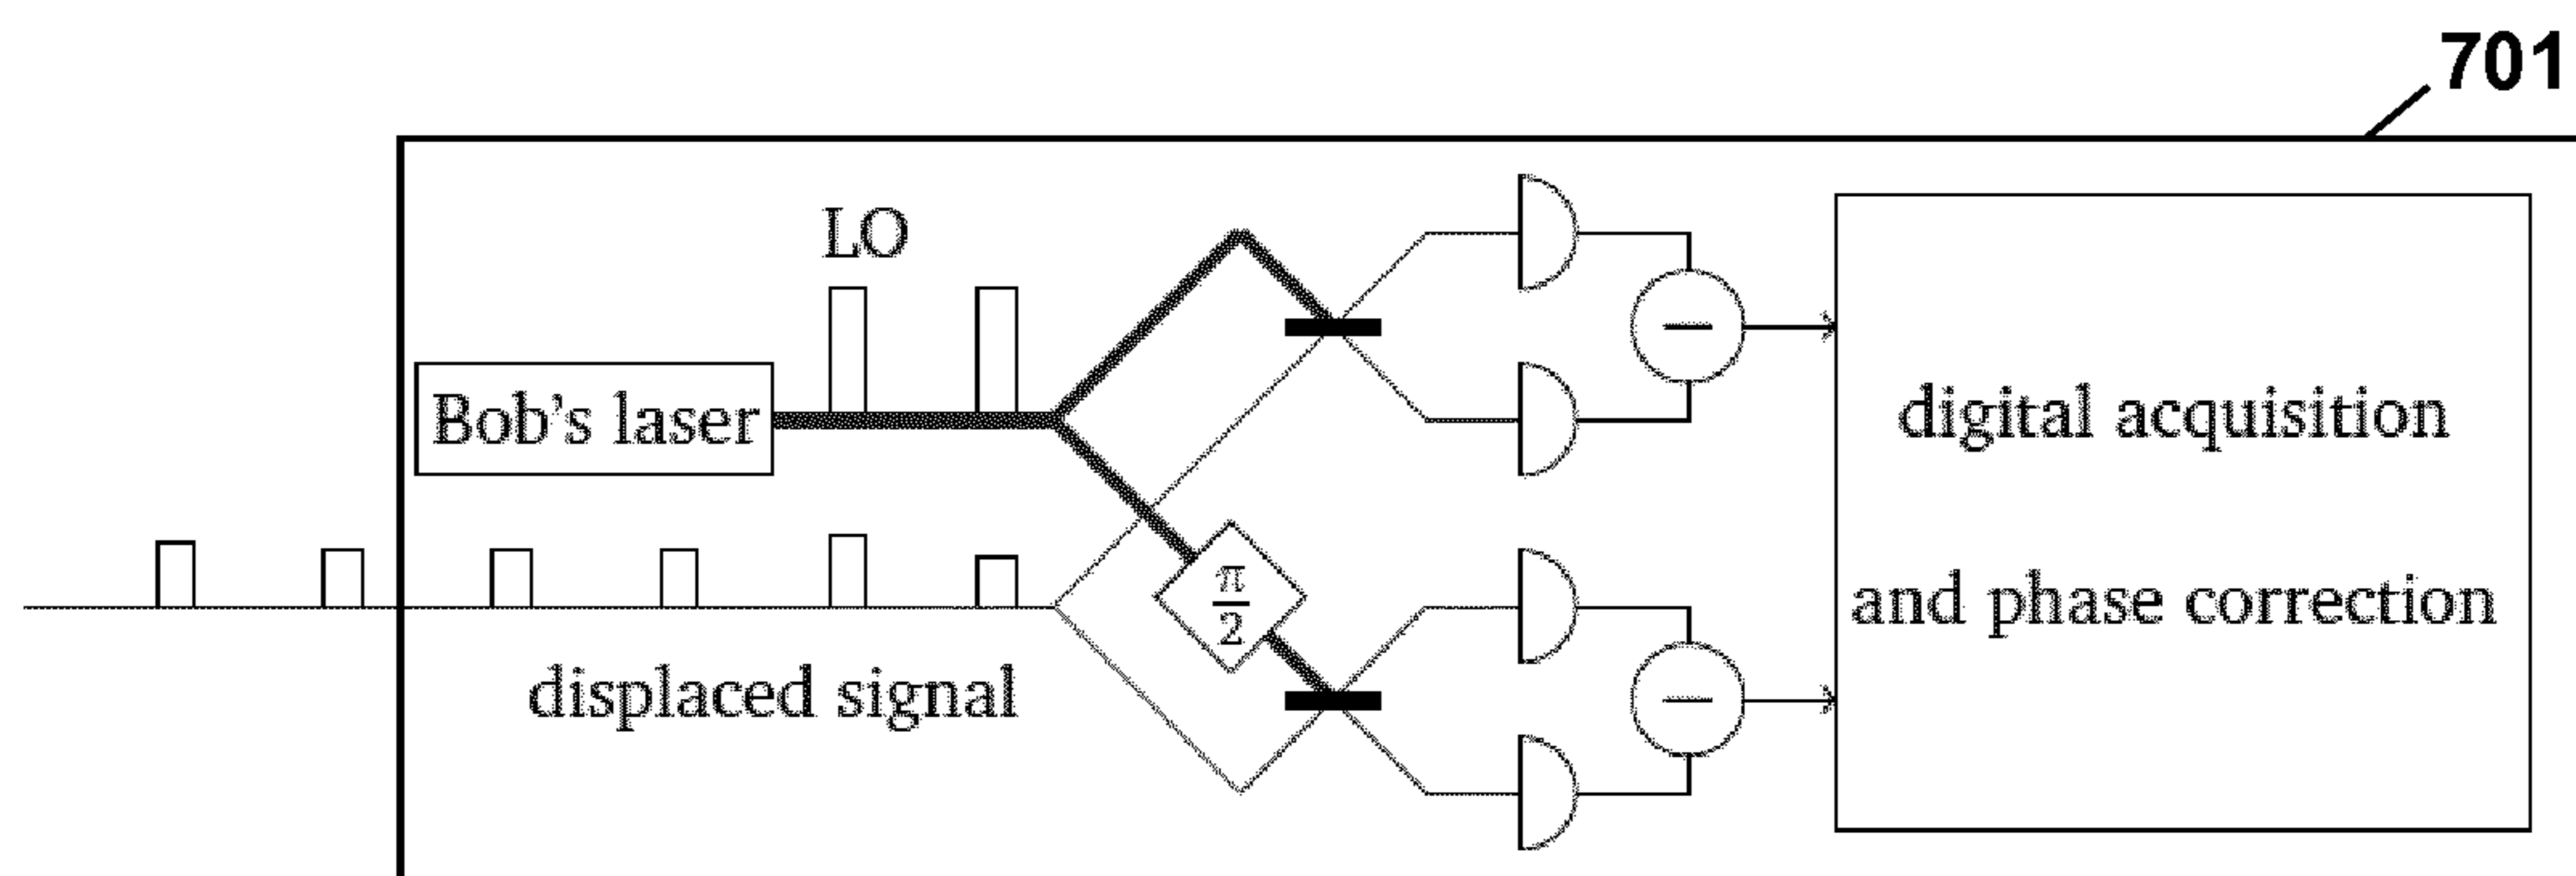 701
LO
Bob's laser
digital acquisition
π/2
and phase correction
displaced signal
−
−